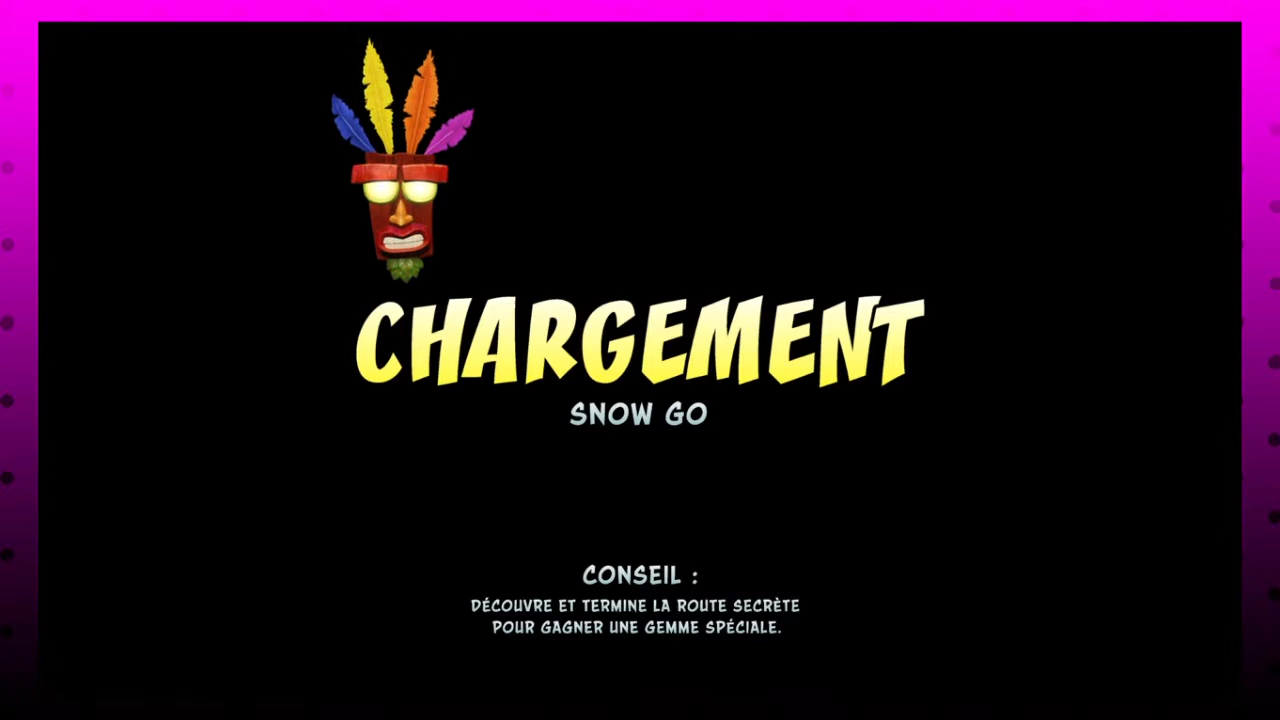 CHARGEMENT
SNOW GO
CONSEIL :
DÉCOUVRE ET TERMINE LA ROUTE SECRÈTE
POUR GAGNER UNE GEMME SPÉCIALE.